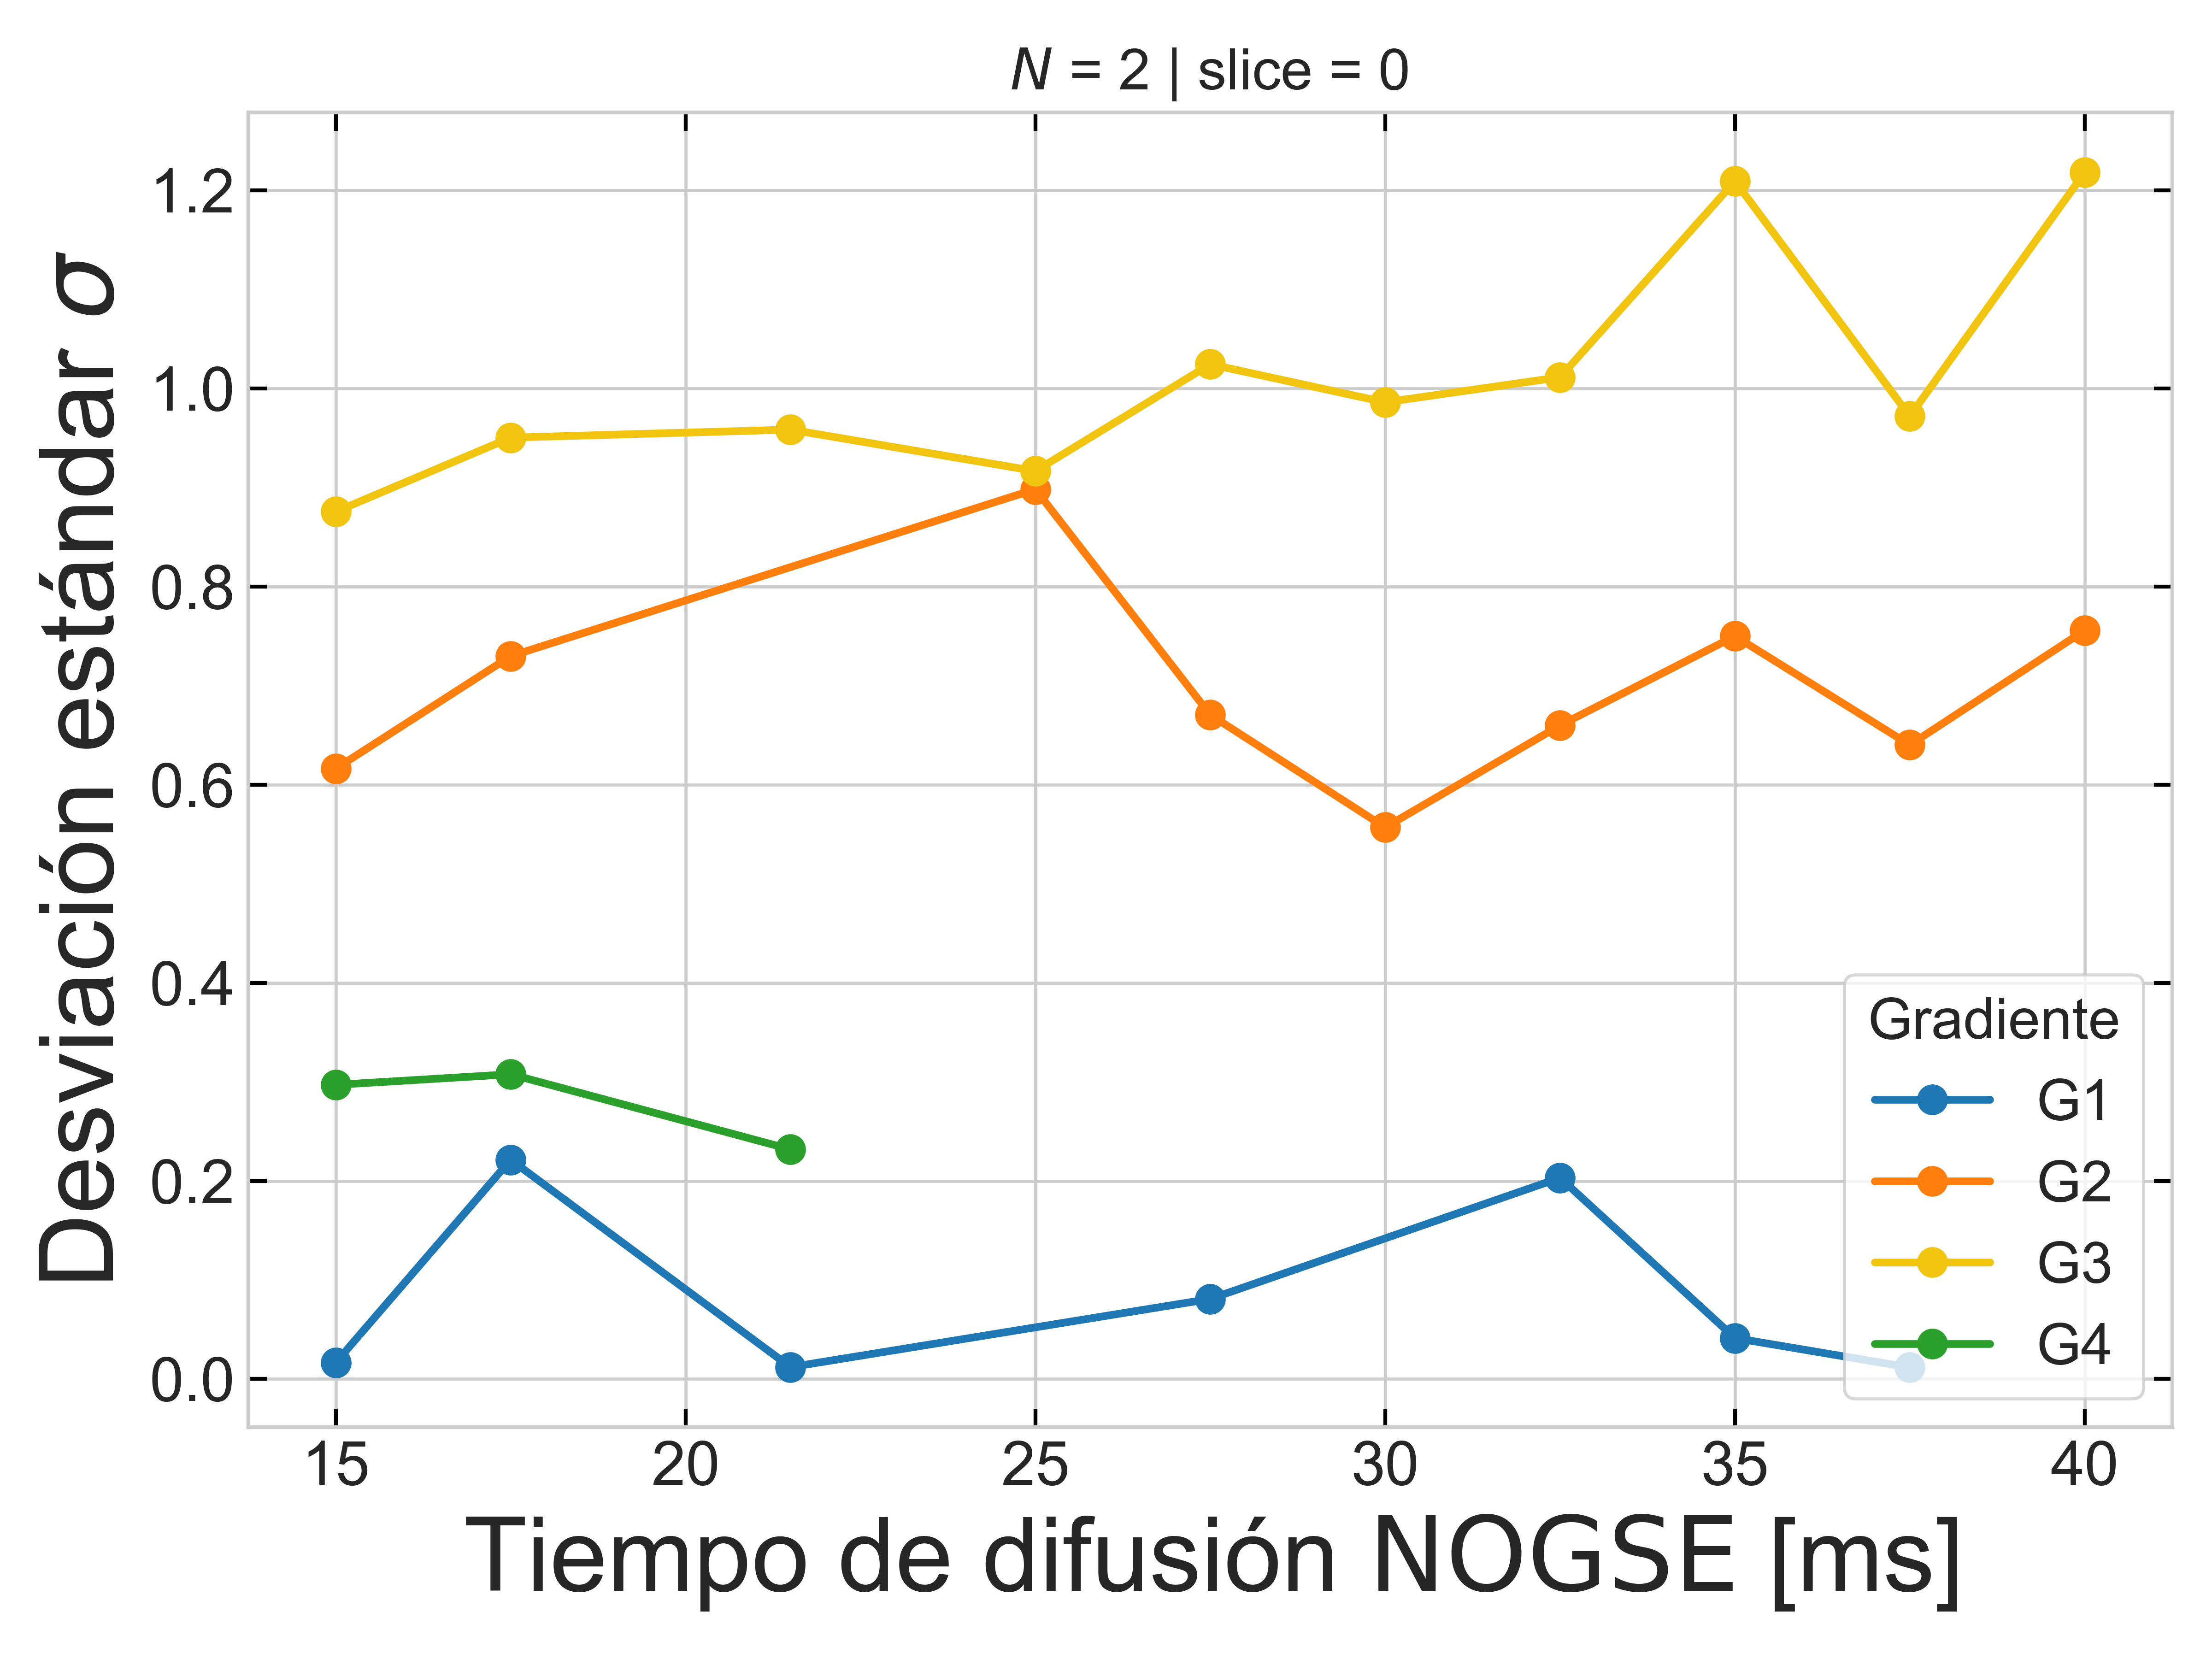 N = 2 | slice = 0
Desviación estándar σ
1.2
1.0
0.8
0.6
0.4
0.2
0.0
Gradiente
G1
G2
G3
G4
15 20 25 30 35 40
Tiempo de difusión NOGSE [ms]